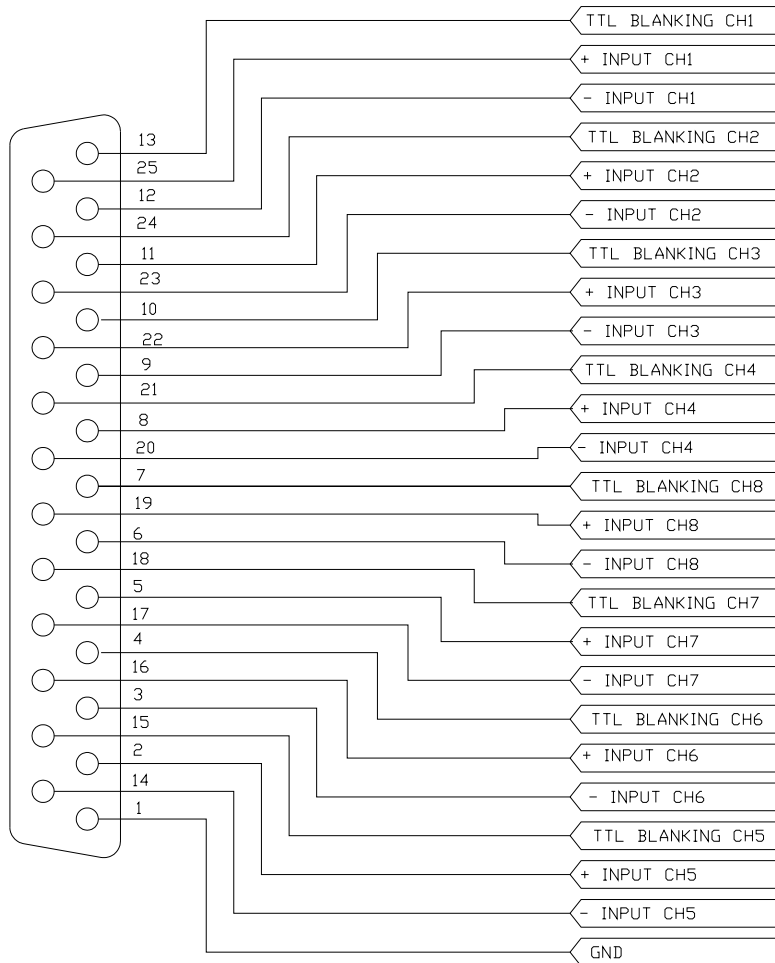 TTL BLANKING CH1
+ INPUT CH1
- INPUT CH1
13
TTL BLANKING CH2
25
+ INPUT CH2
12
- INPUT CH2
24
TTL BLANKING CH3
11
23
+ INPUT CH3
10
- INPUT CH3
22
9
TTL BLANKING CH4
21
+ INPUT CH4
8
20
- INPUT CH4
7
TTL BLANKING CH8
19
+ INPUT CH8
6
18
- INPUT CH8
5
TTL BLANKING CH7
17
4
+ INPUT CH7
16
- INPUT CH7
3
15
TTL BLANKING CH6
2
+ INPUT CH6
14
- INPUT CH6
1
TTL BLANKING CH5
+ INPUT CH5
- INPUT CH5
GND